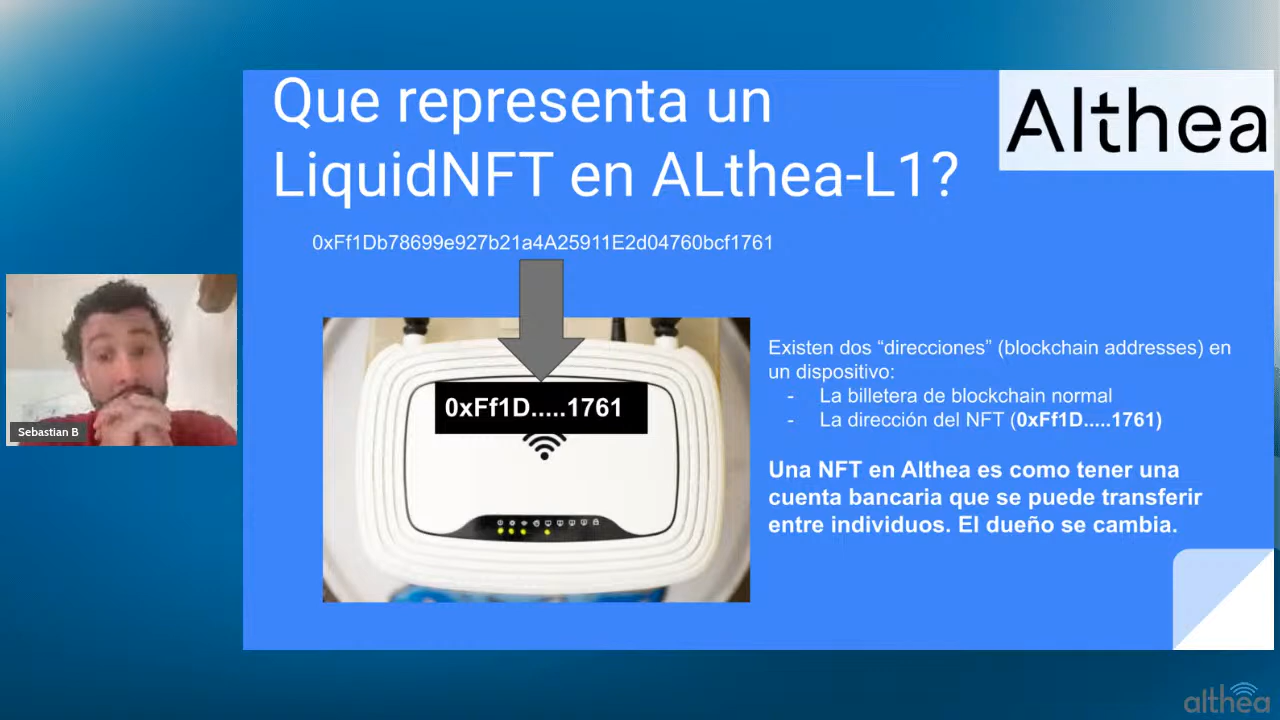 Que representa un
LiquidNFT en ALthea-L1?
Althea
0xFf1Db78699e927b21a4A25911E2d04760bcf1761
0xFf1D.....1761
Existen dos “direcciones” (blockchain addresses) en
un dispositivo:
- La billetera de blockchain normal
- La dirección del NFT (0xFf1D.....1761)
Una NFT en Althea es como tener una
cuenta bancaria que se puede transferir
entre individuos. El dueño se cambia.
Sebastian B
althea